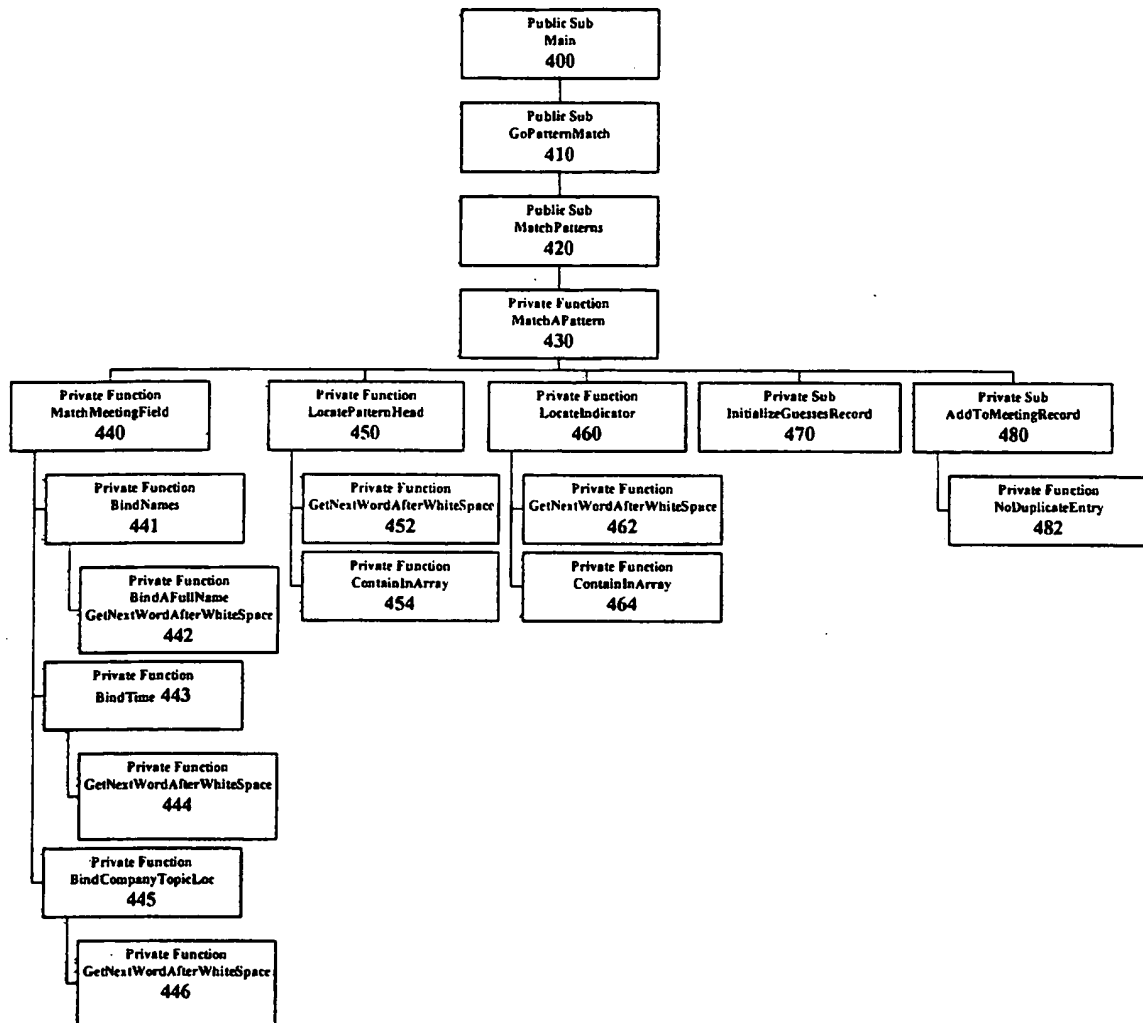 Public Sub
Main
400
Public Sub
GoPatternMatch
410
Public Sub
MatchPatterns
420
Private Function
MatchAPattern
430
Private Function
MatchMeetingField
440
Private Function
LocatePatternHead
450
Private Function
LocateIndicator
460
Private Sub
InitializeGuessesRecord
470
Private Sub
AddToMeetingRecord
480
Private Function
BindNames
441
Private Function
GetNextWordAfterWhiteSpace
452
Private Function
GetNextWordAfterWhiteSpace
462
Private Function
NoDuplicateEntry
482
Private Function
BindAFullName
GetNextWordAfterWhiteSpace
442
Private Function
ContainInArray
454
Private Function
ContainInArray
464
Private Function
BindTime 443
Private Function
GetNextWordAfterWhiteSpace
444
Private Function
BindCompanyTopicLoc
445
Private Function
GetNextWordAfterWhiteSpace
446